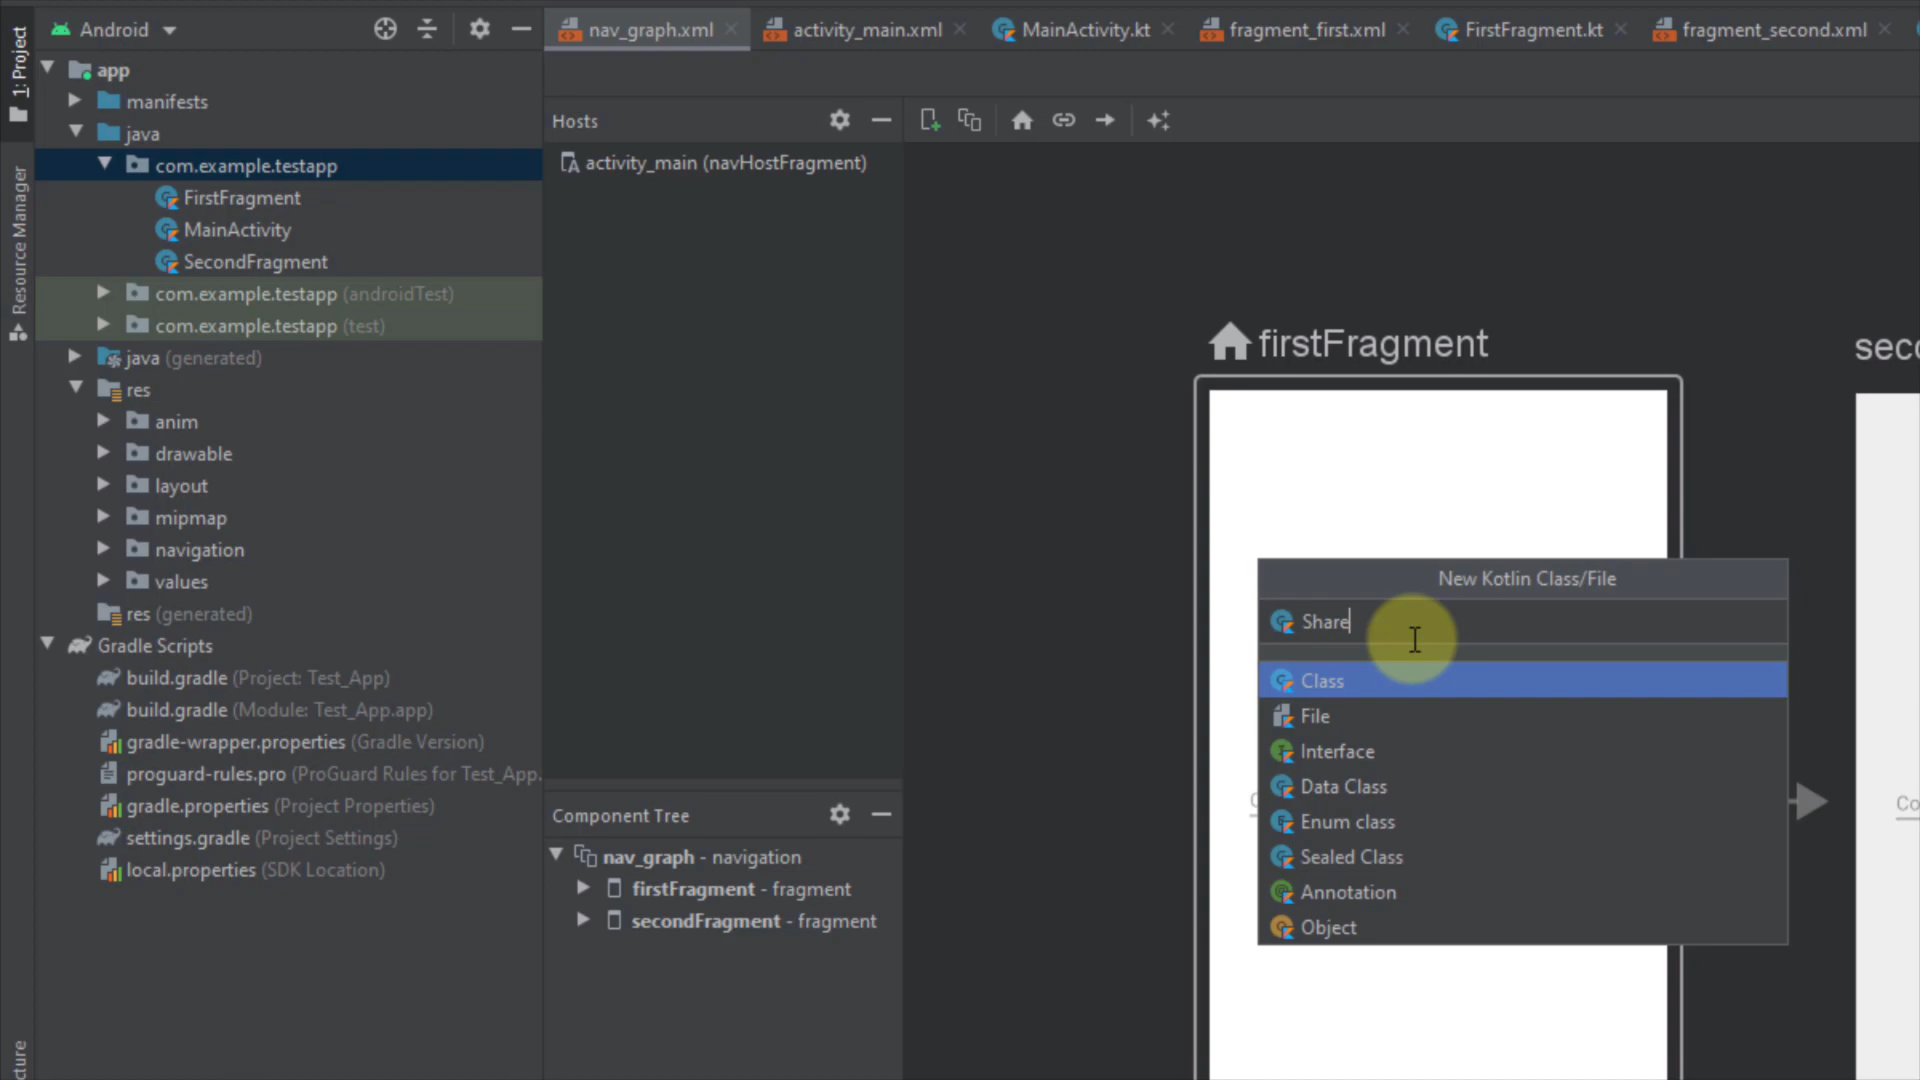 1: Project
Resource Manager
Android
app
manifests
java
com.example.testapp
FirstFragment
MainActivity
SecondFragment
com.example.testapp (androidTest)
com.example.testapp (test)
java (generated)
res
anim
drawable
layout
mipmap
navigation
values
res (generated)
Gradle Scripts
build.gradle (Project: Test_App)
build.gradle (Module: Test_App.app)
gradle-wrapper.properties (Gradle Version)
proguard-rules.pro (ProGuard Rules for Test_App.
gradle.properties (Project Properties)
settings.gradle (Project Settings)
local.properties (SDK Location)
nav_graph.xml activity_main.xml MainActivity.kt fragment_first.xml FirstFragment.kt fragment_second.xml
Hosts
activity_main (navHostFragment)
Component Tree
nav_graph - navigation
firstFragment - fragment
secondFragment - fragment
firstFragment
seco
New Kotlin Class/File
Share
Class
File
Interface
Data Class
Enum class
Sealed Class
Annotation
Object
Co